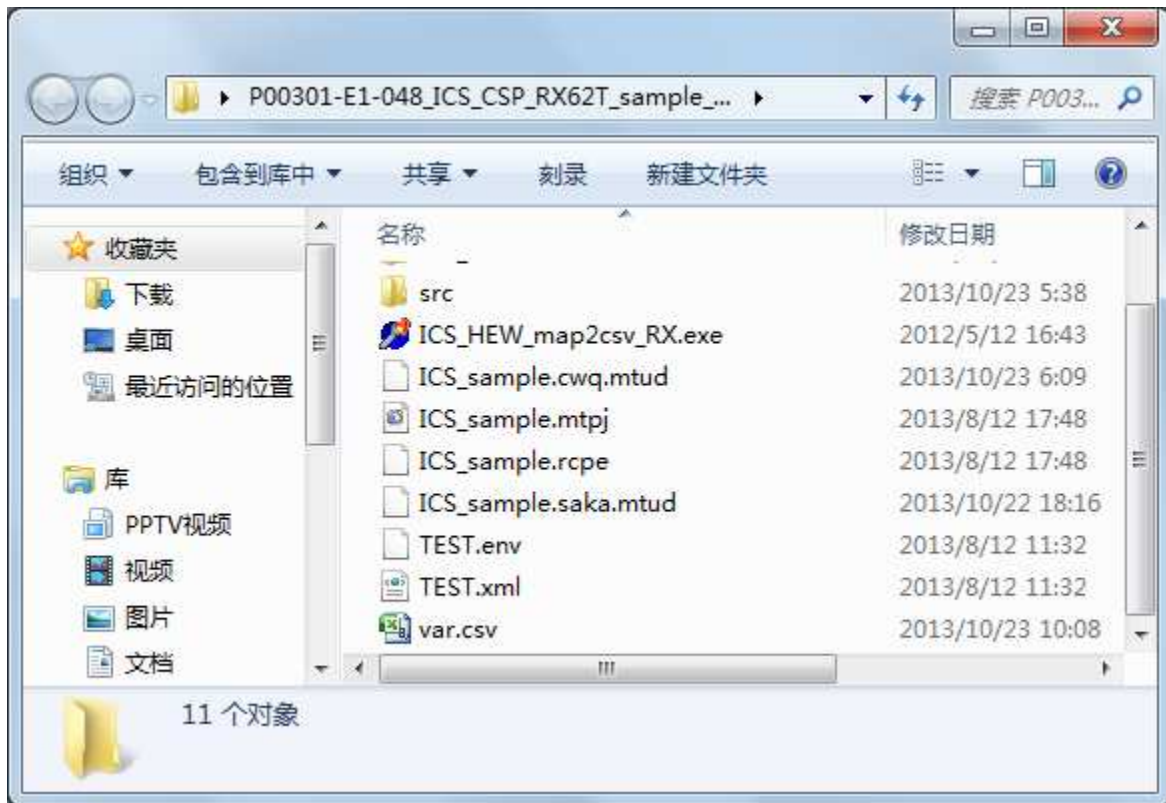 P00301-E1-048_ICS_CSP_RX62T_sample_...
搜索 P003...
组织 包含到库中 共享 刻录 新建文件夹
收藏夹
下载
桌面
最近访问的位置
库
PPTV视频
视频
图片
文档
名称 修改日期
src 2013/10/23 5:38
ICS_HEW_map2csv_RX.exe 2012/5/12 16:43
ICS_sample.cwq.mtud 2013/10/23 6:09
ICS_sample.mtpj 2013/8/12 17:48
ICS_sample.rcpe 2013/8/12 17:48
ICS_sample.saka.mtud 2013/10/22 18:16
TEST.env 2013/8/12 11:32
TEST.xml 2013/8/12 11:32
var.csv 2013/10/23 10:08
11 个对象